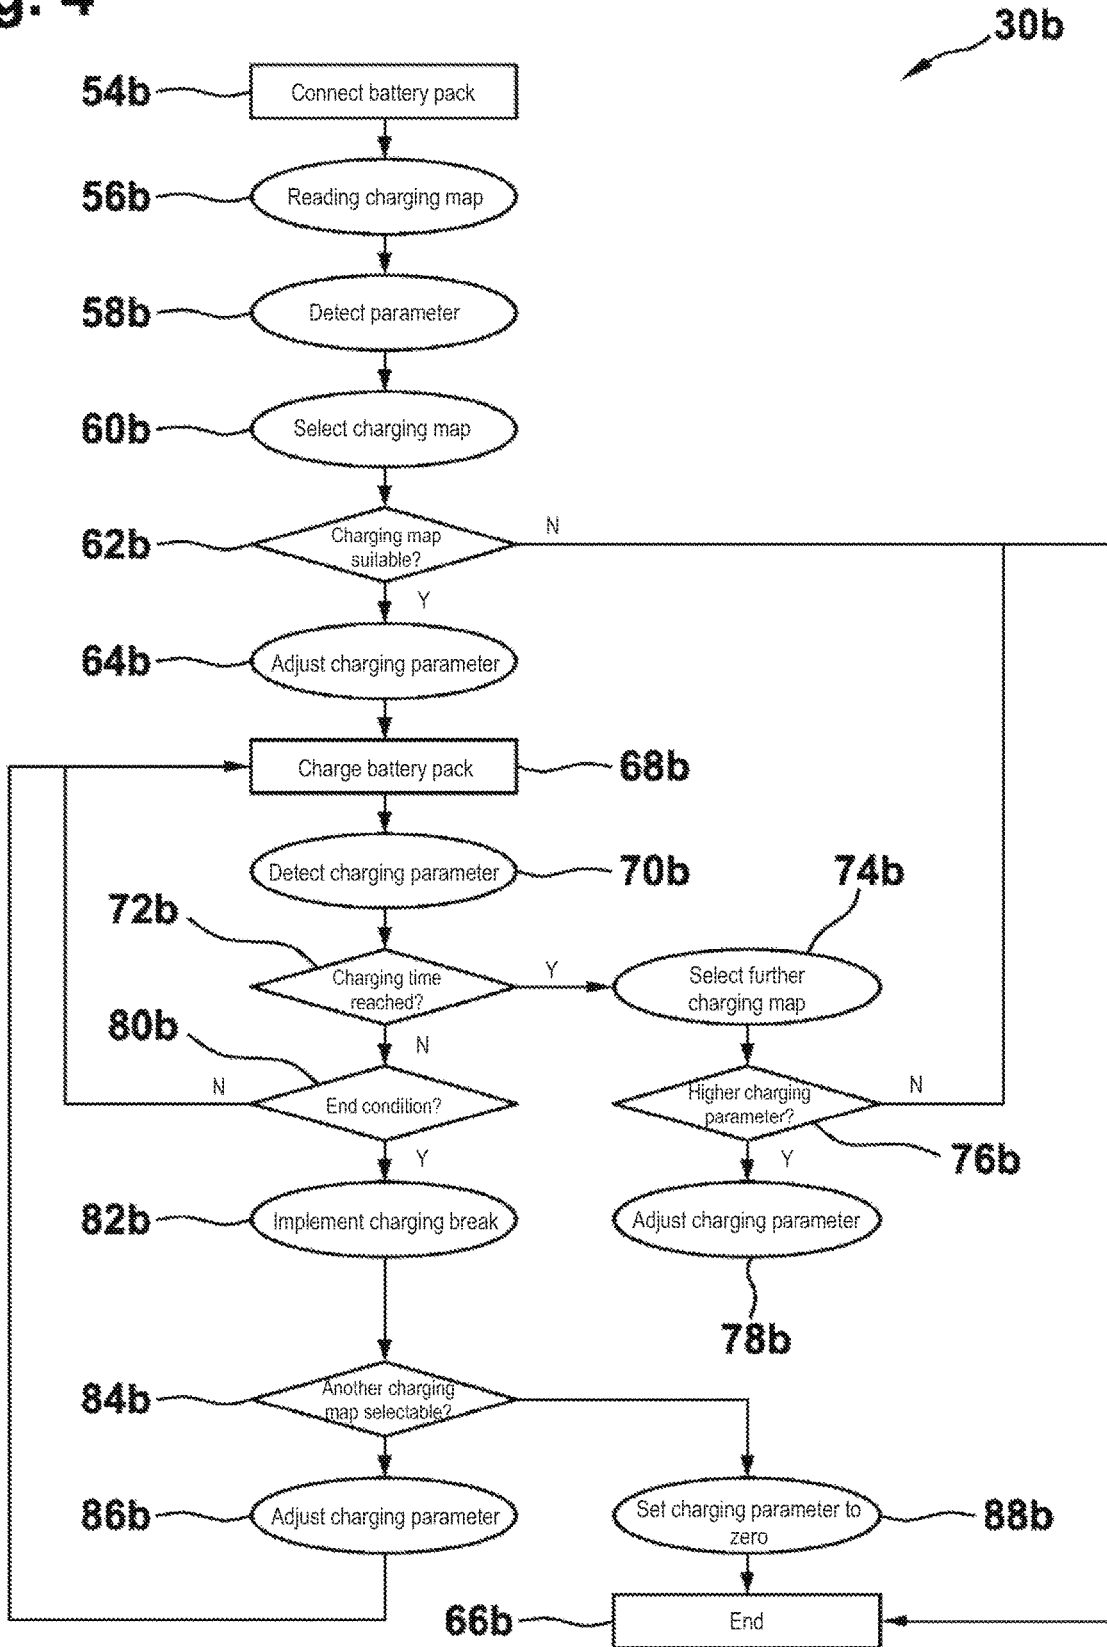 g. 4
30b
54b
Connect battery pack
56b
Reading charging map
58b
Detect parameter
60b
Select charging map
62b
Charging map
suitable?
N
Y
64b
Adjust charging parameter
Charge battery pack
68b
Detect charging parameter
70b
74b
72b
Charging time
reached?
Y
Select further
charging map
80b
N
N
End condition?
Higher charging
parameter?
N
Y
Y
76b
82b
Implement charging break
Adjust charging parameter
78b
84b
Another charging
map selectable?
86b
Adjust charging parameter
Set charging parameter to
zero
88b
66b
End